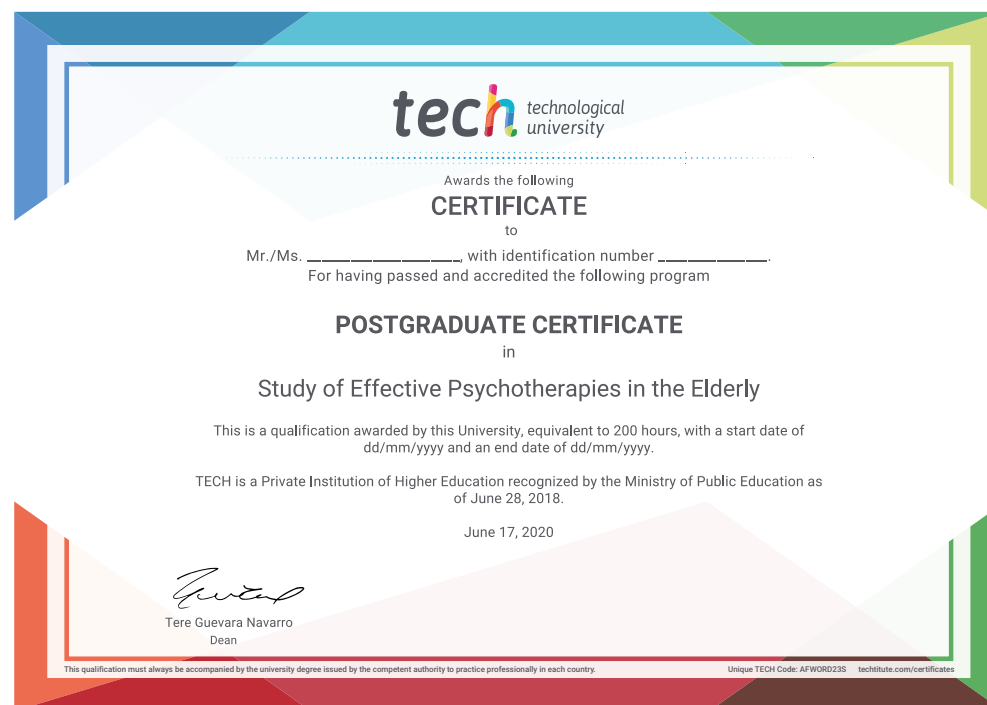 tech technological
university
Awards the following
CERTIFICATE
to
Mr./Ms. ____________________, with identification number ______________.
For having passed and accredited the following program
POSTGRADUATE CERTIFICATE
in
Study of Effective Psychotherapies in the Elderly
This is a qualification awarded by this University, equivalent to 200 hours, with a start date of
dd/mm/yyyy and an end date of dd/mm/yyyy.
TECH is a Private Institution of Higher Education recognized by the Ministry of Public Education as
of June 28, 2018.
June 17, 2020
Tere Guevara Navarro
Dean
This qualification must always be accompanied by the university degree issued by the competent authority to practice professionally in each country. Unique TECH Code: AFWORD23S techtitute.com/certificates